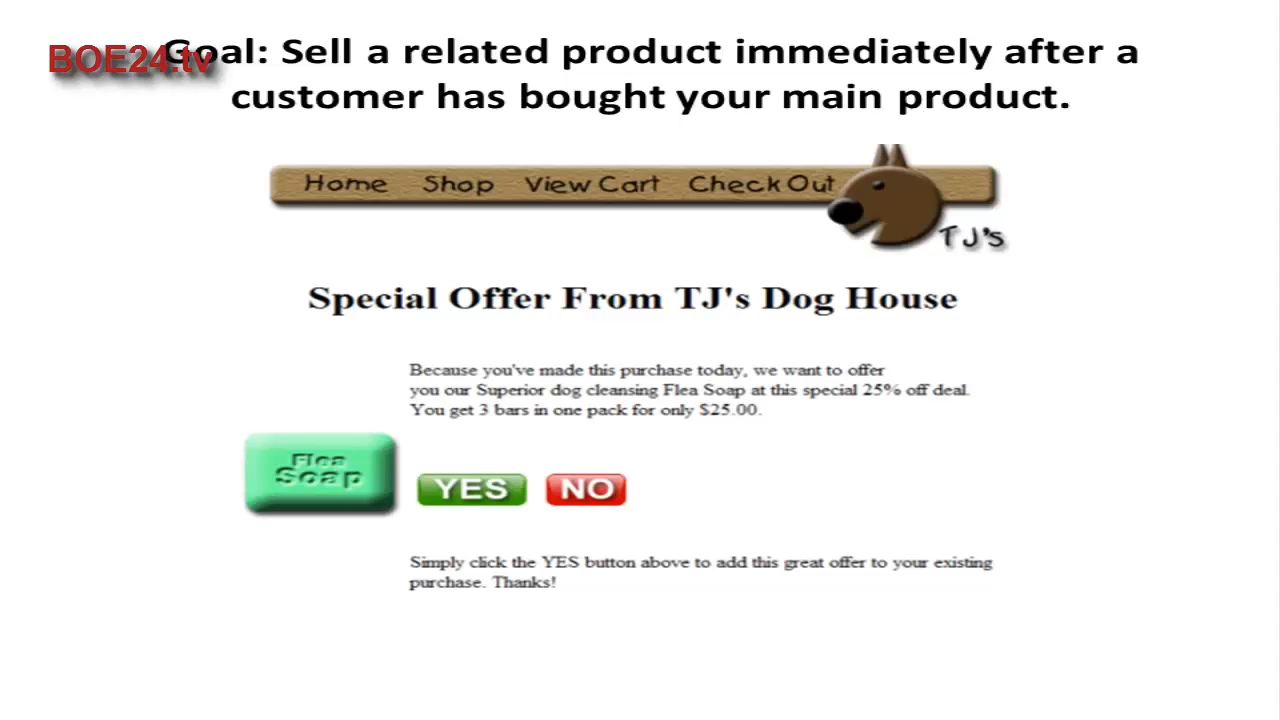 BOE24.tv
Goal: Sell a related product immediately after a
customer has bought your main product.
Home Shop View Cart Check Out
TJ's
Special Offer From TJ's Dog House
Because you've made this purchase today, we want to offer
you our Superior dog cleansing Flea Soap at this special 25% off deal.
You get 3 bars in one pack for only $25.00.
Flea
Soap
YES NO
Simply click the YES button above to add this great offer to your existing
purchase. Thanks!